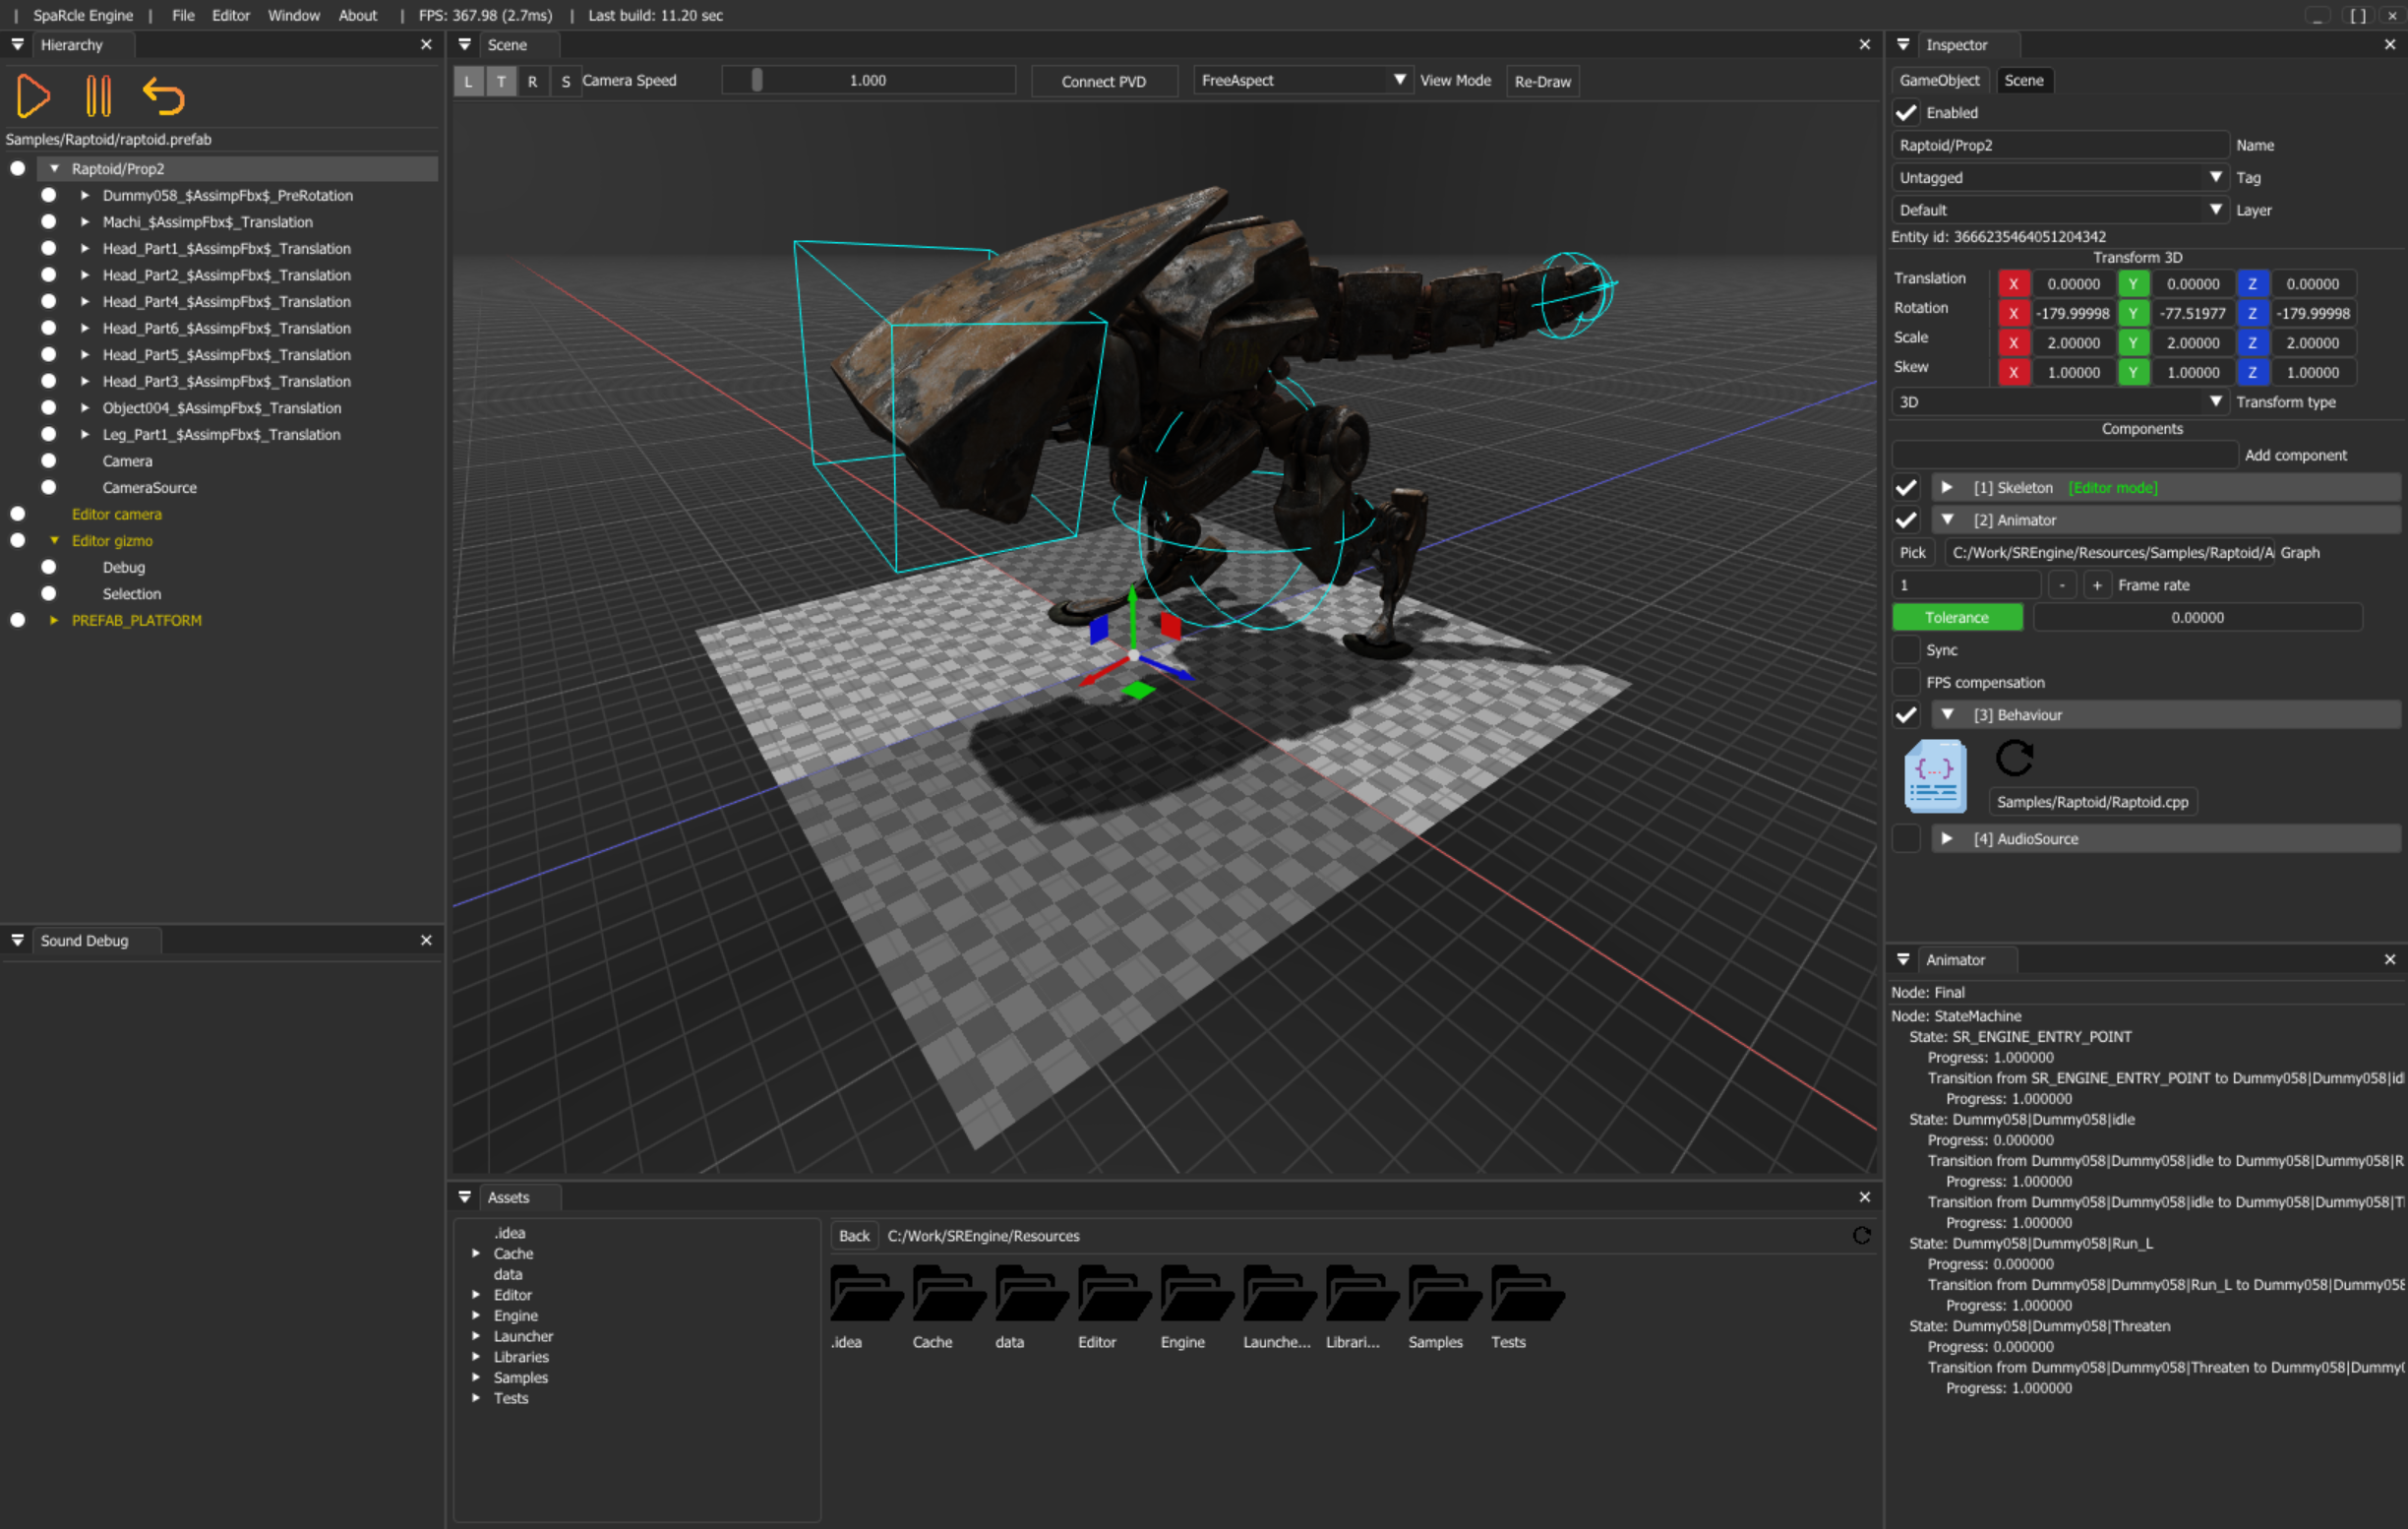 | SpaRcle Engine | File Editor Window About | FPS: 367.98 (2.7ms) | Last build: 11.20 sec
Hierarchy
Samples/Raptoid/raptoid.prefab
Raptoid/Prop2
Dummy058_$AssimpFbx$_PreRotation
Machi_$AssimpFbx$_Translation
Head_Part1_$AssimpFbx$_Translation
Head_Part2_$AssimpFbx$_Translation
Head_Part4_$AssimpFbx$_Translation
Head_Part6_$AssimpFbx$_Translation
Head_Part5_$AssimpFbx$_Translation
Head_Part3_$AssimpFbx$_Translation
Object004_$AssimpFbx$_Translation
Leg_Part1_$AssimpFbx$_Translation
Camera
CameraSource
Editor camera
Editor gizmo
Debug
Selection
PREFAB_PLATFORM
Sound Debug
Scene
L T R S Camera Speed 1.000 Connect PVD FreeAspect View Mode Re-Draw
Assets
.idea
Cache
data
Editor
Engine
Launcher
Libraries
Samples
Tests
Back C:/Work/SREngine/Resources
.idea Cache data Editor Engine Launche... Librari... Samples Tests
Inspector
GameObject Scene
Enabled
Raptoid/Prop2 Name
Untagged Tag
Default Layer
Entity id: 3666235464051204342
Transform 3D
Translation X 0.00000 Y 0.00000 Z 0.00000
Rotation X -179.99998 Y -77.51977 Z -179.99998
Scale X 2.00000 Y 2.00000 Z 2.00000
Skew X 1.00000 Y 1.00000 Z 1.00000
3D Transform type
Components
Add component
[1] Skeleton [Editor mode]
[2] Animator
Pick C:/Work/SREngine/Resources/Samples/Raptoid/A Graph
1 - + Frame rate
Tolerance 0.00000
Sync
FPS compensation
[3] Behaviour
{...}
Samples/Raptoid/Raptoid.cpp
[4] AudioSource
Animator
Node: Final
Node: StateMachine
State: SR_ENGINE_ENTRY_POINT
Progress: 1.000000
Transition from SR_ENGINE_ENTRY_POINT to Dummy058|Dummy058|id
Progress: 1.000000
State: Dummy058|Dummy058|idle
Progress: 0.000000
Transition from Dummy058|Dummy058|idle to Dummy058|Dummy058|R
Progress: 1.000000
Transition from Dummy058|Dummy058|idle to Dummy058|Dummy058|T
Progress: 1.000000
State: Dummy058|Dummy058|Run_L
Progress: 0.000000
Transition from Dummy058|Dummy058|Run_L to Dummy058|Dummy058
Progress: 1.000000
State: Dummy058|Dummy058|Threaten
Progress: 0.000000
Transition from Dummy058|Dummy058|Threaten to Dummy058|Dummy0
Progress: 1.000000